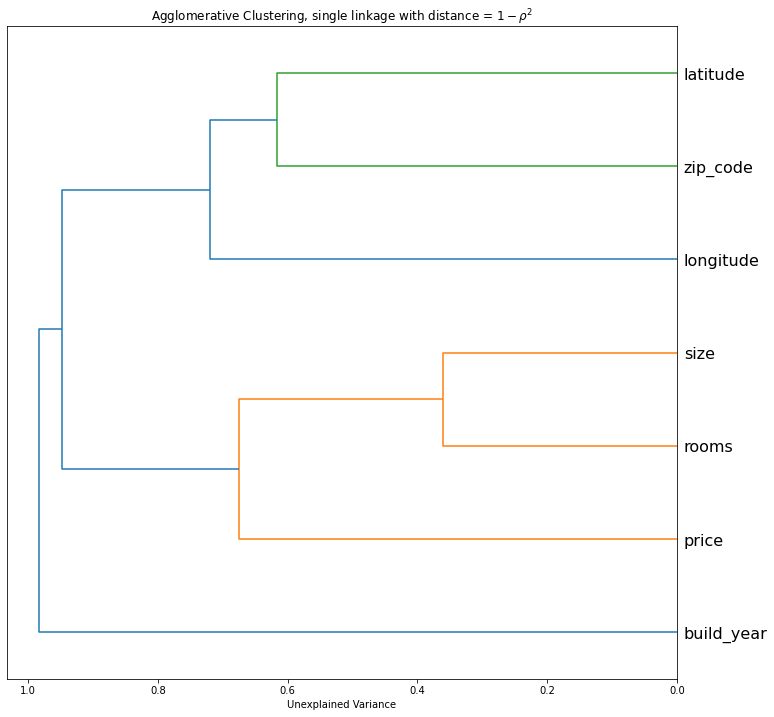 Agglomerative Clustering, single linkage with distance = 1 − ρ²
latitude
zip_code
longitude
size
rooms
price
build_year
1.0 0.8 0.6 0.4 0.2 0.0
Unexplained Variance